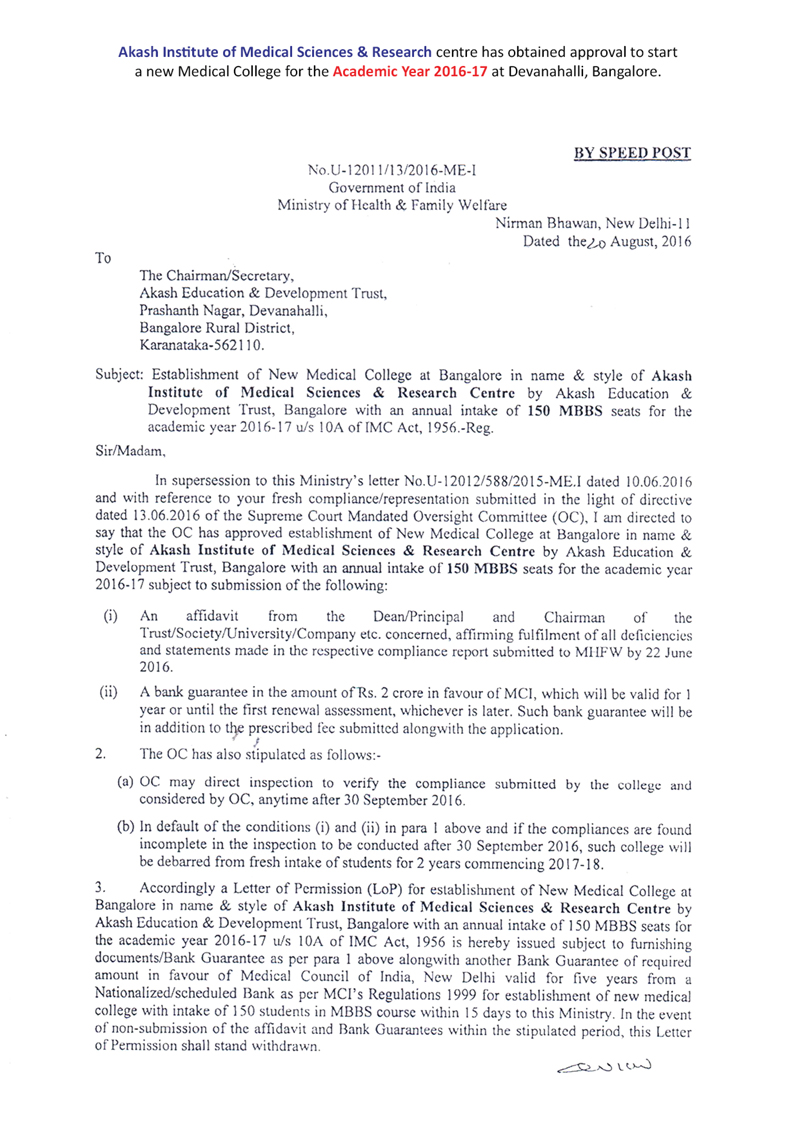 Akash Institute of Medical Sciences & Research centre has obtained approval to start
a new Medical College for the Academic Year 2016-17 at Devanahalli, Bangalore.
BY SPEED POST
No.U-12011/13/2016-ME-I
Government of India
Ministry of Health & Family Welfare
Nirman Bhawan, New Delhi-11
Dated the 20 August, 2016
To
The Chairman/Secretary,
Akash Education & Development Trust,
Prashanth Nagar, Devanahalli,
Bangalore Rural District,
Karanataka-562110.
Subject: Establishment of New Medical College at Bangalore in name & style of Akash
Institute of Medical Sciences & Research Centre by Akash Education &
Development Trust, Bangalore with an annual intake of 150 MBBS seats for the
academic year 2016-17 u/s 10A of IMC Act, 1956.-Reg.
Sir/Madam,
In supersession to this Ministry's letter No.U-12012/588/2015-ME.I dated 10.06.2016
and with reference to your fresh compliance/representation submitted in the light of directive
dated 13.06.2016 of the Supreme Court Mandated Oversight Committee (OC), I am directed to
say that the OC has approved establishment of New Medical College at Bangalore in name &
style of Akash Institute of Medical Sciences & Research Centre by Akash Education &
Development Trust, Bangalore with an annual intake of 150 MBBS seats for the academic year
2016-17 subject to submission of the following:
(i) An affidavit from the Dean/Principal and Chairman of the
Trust/Society/University/Company etc. concerned, affirming fulfilment of all deficiencies
and statements made in the respective compliance report submitted to MHFW by 22 June
2016.
(ii) A bank guarantee in the amount of Rs. 2 crore in favour of MCI, which will be valid for 1
year or until the first renewal assessment, whichever is later. Such bank guarantee will be
in addition to the prescribed fee submitted alongwith the application.
2. The OC has also stipulated as follows:-
(a) OC may direct inspection to verify the compliance submitted by the college and
considered by OC, anytime after 30 September 2016.
(b) In default of the conditions (i) and (ii) in para 1 above and if the compliances are found
incomplete in the inspection to be conducted after 30 September 2016, such college will
be debarred from fresh intake of students for 2 years commencing 2017-18.
3. Accordingly a Letter of Permission (LoP) for establishment of New Medical College at
Bangalore in name & style of Akash Institute of Medical Sciences & Research Centre by
Akash Education & Development Trust, Bangalore with an annual intake of 150 MBBS seats for
the academic year 2016-17 u/s 10A of IMC Act, 1956 is hereby issued subject to furnishing
documents/Bank Guarantee as per para 1 above alongwith another Bank Guarantee of required
amount in favour of Medical Council of India, New Delhi valid for five years from a
Nationalized/scheduled Bank as per MCI's Regulations 1999 for establishment of new medical
college with intake of 150 students in MBBS course within 15 days to this Ministry. In the event
of non-submission of the affidavit and Bank Guarantees within the stipulated period, this Letter
of Permission shall stand withdrawn.